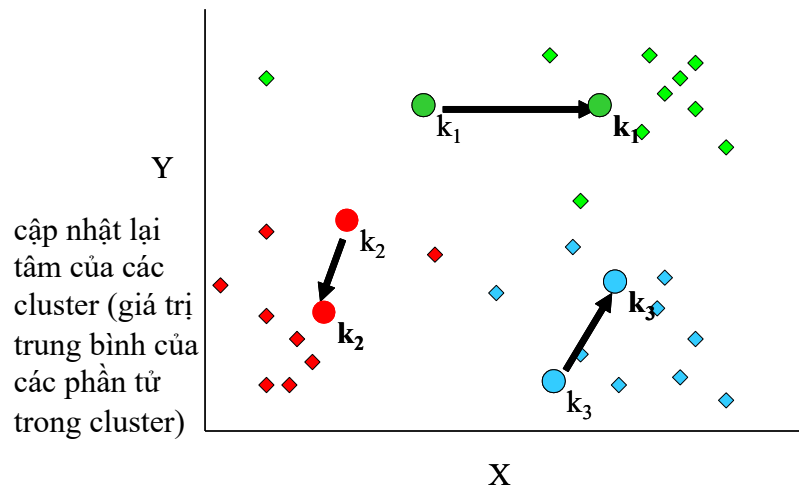 k1
k1
Y
k2
k2
k3
k3
cập nhật lại
tâm của các
cluster (giá trị
trung bình của
các phần tử
trong cluster)
X